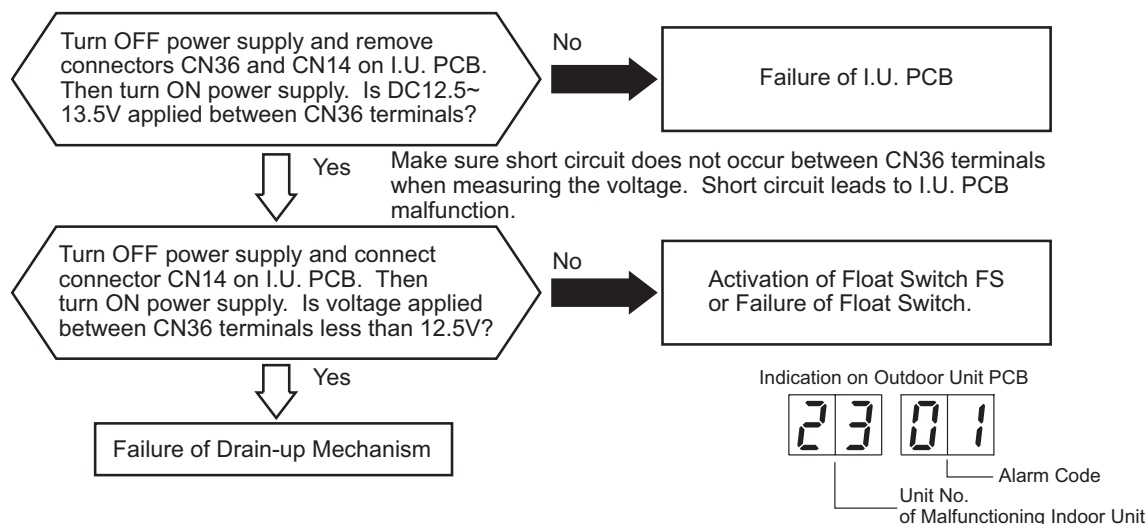 Turn OFF power supply and remove
connectors CN36 and CN14 on I.U. PCB.
Then turn ON power supply. Is DC12.5~
13.5V applied between CN36 terminals?
No
Failure of I.U. PCB
Yes
Make sure short circuit does not occur between CN36 terminals
when measuring the voltage. Short circuit leads to I.U. PCB
malfunction.
Turn OFF power supply and connect
connector CN14 on I.U. PCB. Then
turn ON power supply. Is voltage applied
between CN36 terminals less than 12.5V?
No
Activation of Float Switch FS
or Failure of Float Switch.
Yes
Failure of Drain-up Mechanism
Indication on Outdoor Unit PCB
23 01
Alarm Code
Unit No.
of Malfunctioning Indoor Unit